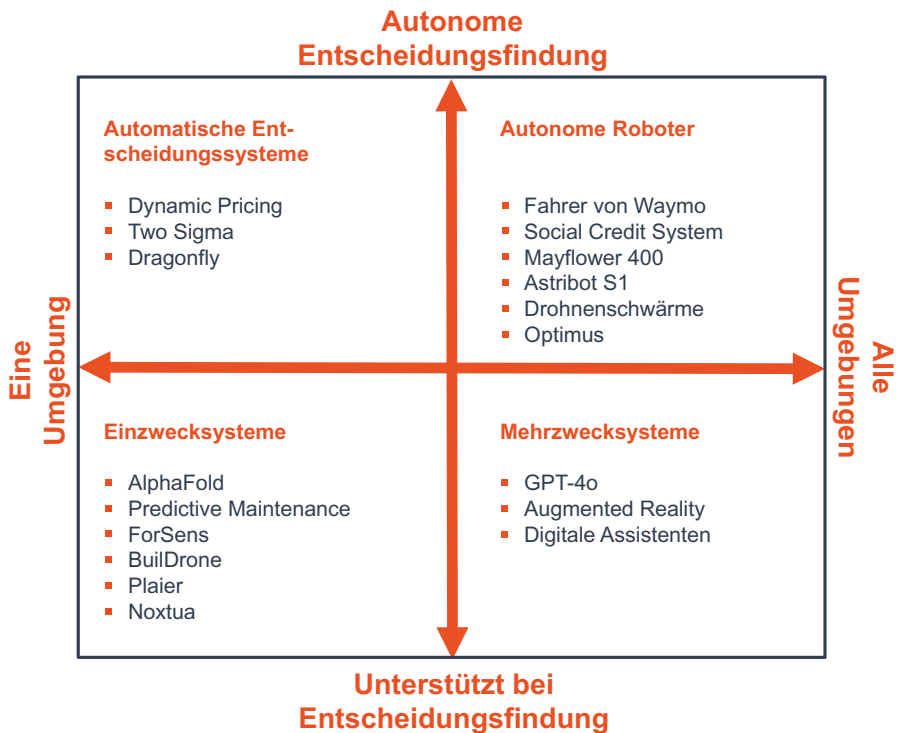 Autonome
Entscheidungsfindung
Automatische Ent-
scheidungssysteme
Dynamic Pricing
Two Sigma
Dragonfly
Autonome Roboter
Fahrer von Waymo
Social Credit System
Mayflower 400
Astribot S1
Drohnenschwärme
Optimus
Eine
Umgebung
Alle
Umgebungen
Einzwecksysteme
AlphaFold
Predictive Maintenance
ForSens
BuilDrone
Plaier
Noxtua
Mehrzwecksysteme
GPT-4o
Augmented Reality
Digitale Assistenten
Unterstützt bei
Entscheidungsfindung